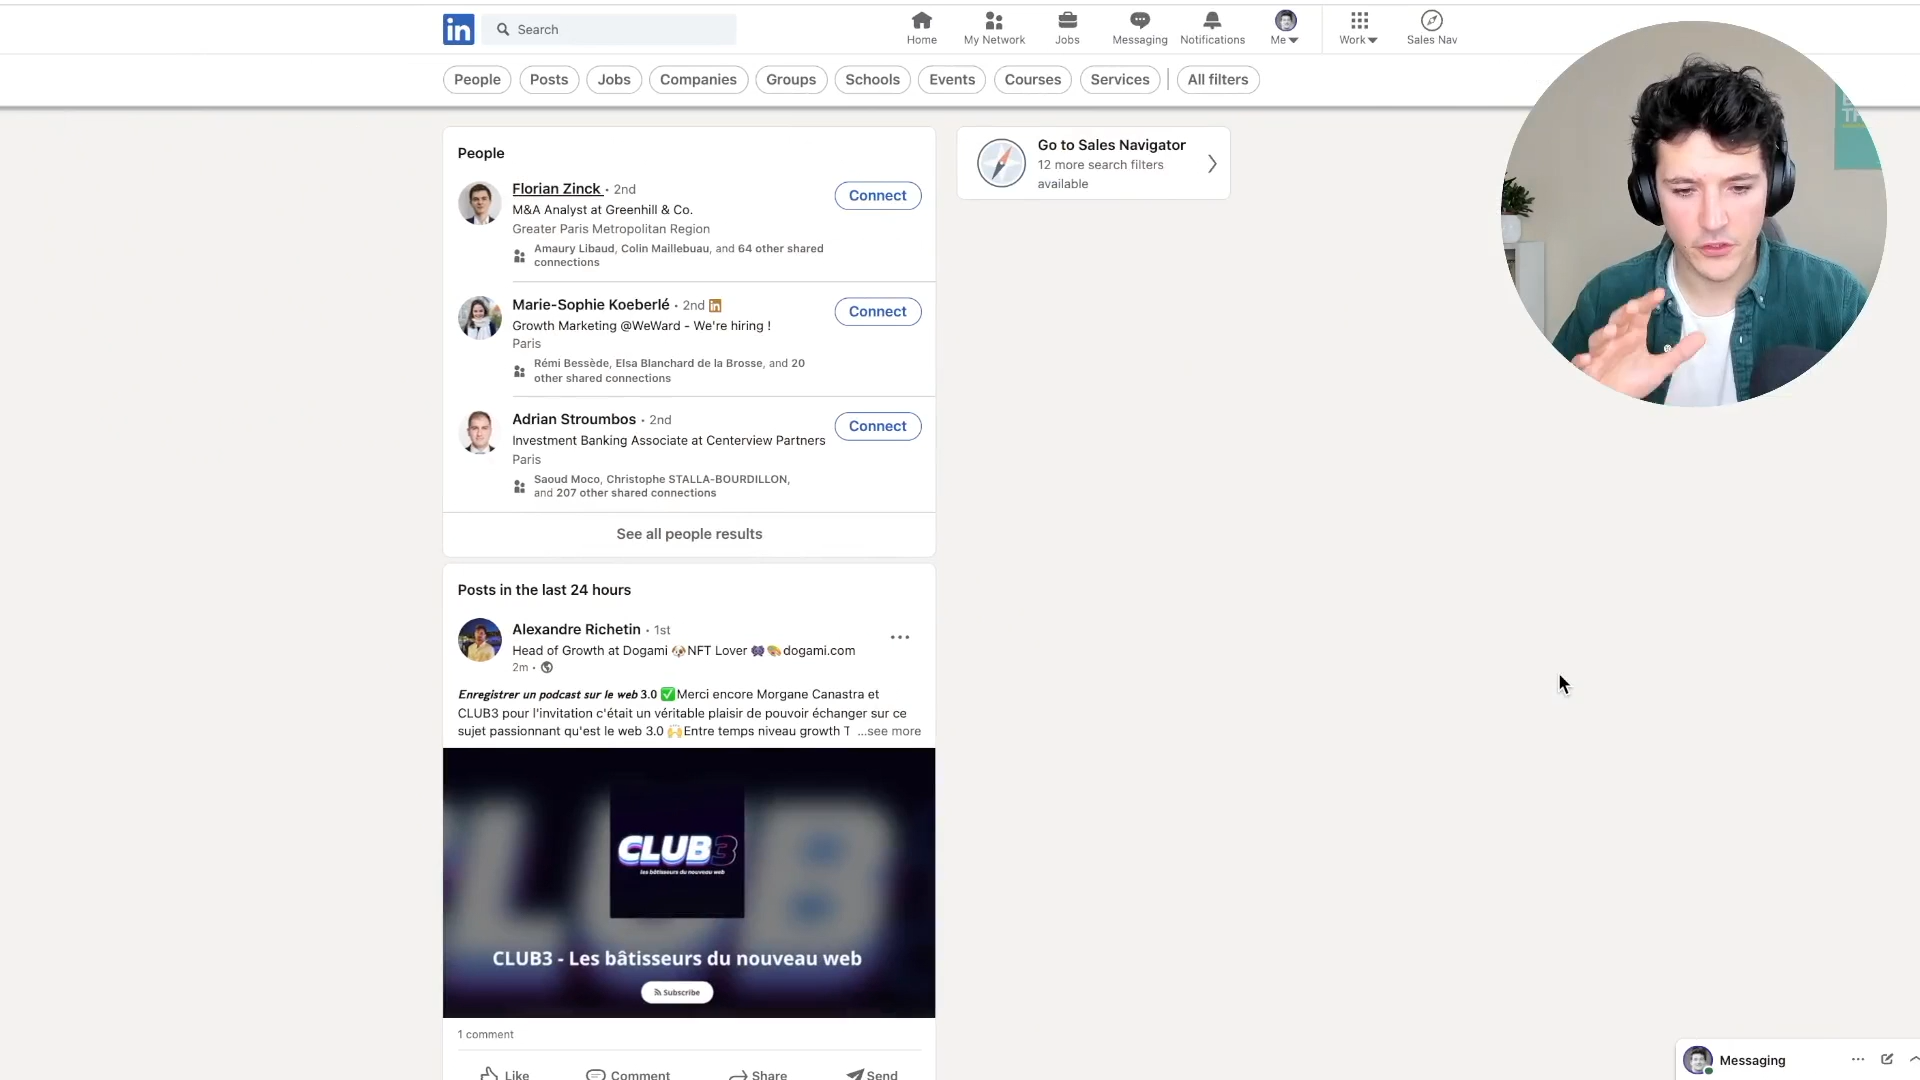 in
Search
Home
My Network
Jobs
Messaging
Notifications
Me
Work
Sales Nav
People
Posts
Jobs
Companies
Groups
Schools
Events
Courses
Services
All filters
People
Florian Zinck • 2nd
M&A Analyst at Greenhill & Co.
Greater Paris Metropolitan Region
Amaury Libaud, Colin Maillebuau, and 64 other shared
connections
Connect
Marie-Sophie Koeberlé • 2nd in
Growth Marketing @WeWard - We're hiring !
Paris
Rémi Bessède, Elsa Blanchard de la Brosse, and 20
other shared connections
Connect
Adrian Stroumbos • 2nd
Investment Banking Associate at Centerview Partners
Paris
Saoud Moco, Christophe STALLA-BOURDILLON,
and 207 other shared connections
Connect
See all people results
Go to Sales Navigator
12 more search filters
available
Posts in the last 24 hours
Alexandre Richetin • 1st
Head of Growth at Dogami 🐶NFT Lover 👾🎨dogami.com
2m •
Enregistrer un podcast sur le web 3.0 ✅Merci encore Morgane Canastra et
CLUB3 pour l'invitation c'était un véritable plaisir de pouvoir échanger sur ce
sujet passionnant qu'est le web 3.0 🙌Entre temps niveau growth T ...see more
CLUB3
les bâtisseurs du nouveau web
CLUB3 - Les bâtisseurs du nouveau web
Subscribe
1 comment
Like
Comment
Share
Send
Messaging